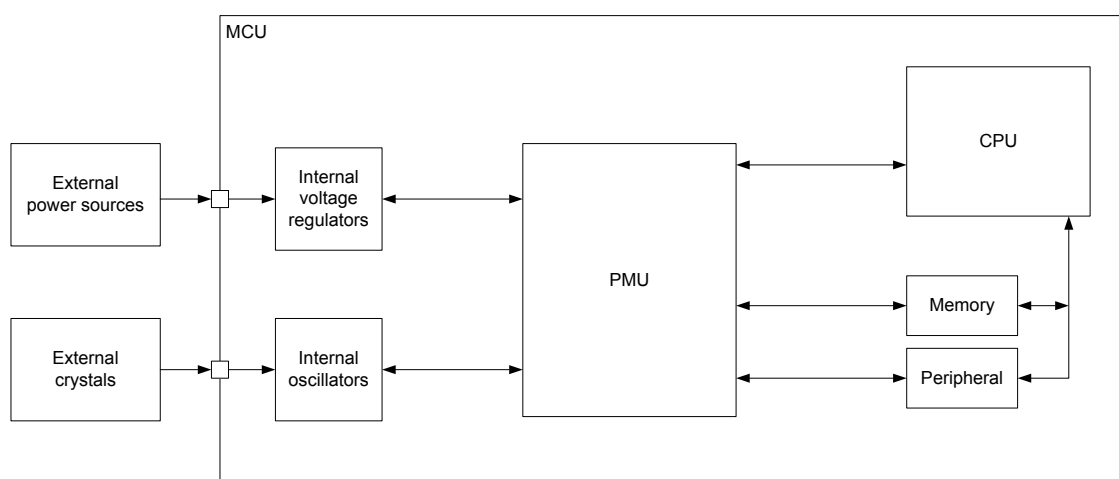 MCU
External
power sources
Internal
voltage
regulators
PMU
CPU
Memory
External
crystals
Internal
oscillators
Peripheral